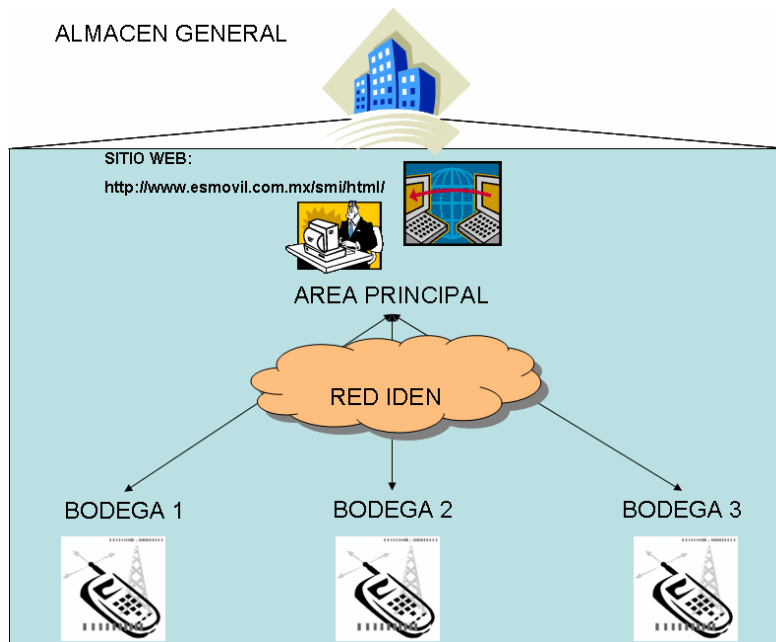 ALMACEN GENERAL
SITIO WEB:
http://www.esmovil.com.mx/smi/html/
AREA PRINCIPAL
RED IDEN
BODEGA 1
BODEGA 2
BODEGA 3